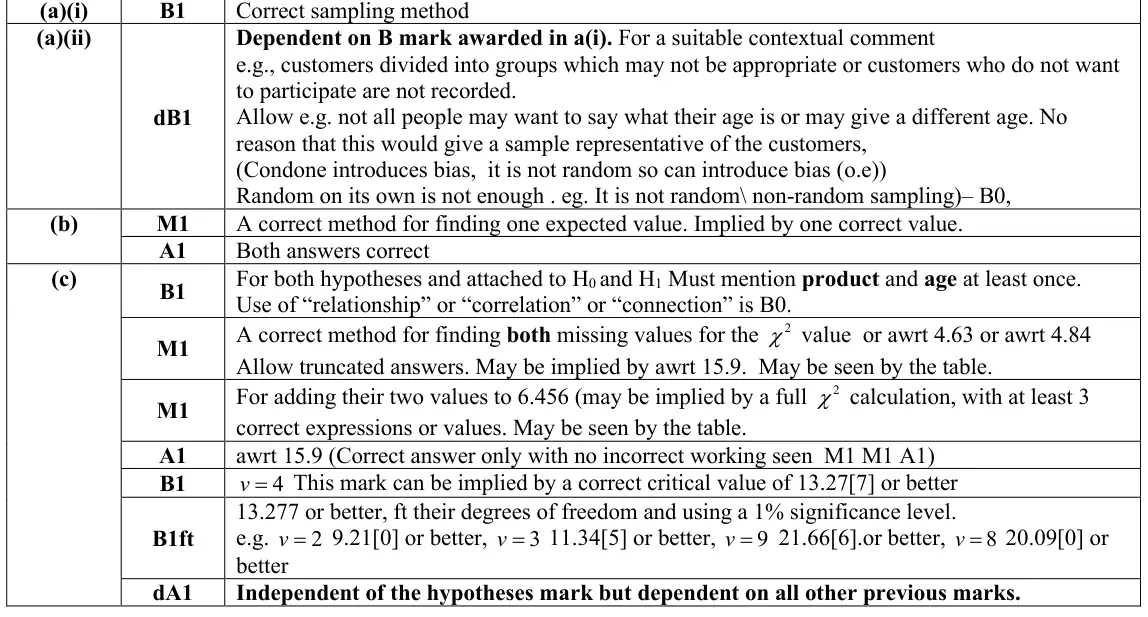 (a)(i) B1 Correct sampling method
(a)(ii) Dependent on B mark awarded in a(i). For a suitable contextual comment
e.g., customers divided into groups which may not be appropriate or customers who do not want
to participate are not recorded.
dB1 Allow e.g. not all people may want to say what their age is or may give a different age. No
reason that this would give a sample representative of the customers,
(Condone introduces bias, it is not random so can introduce bias (o.e))
Random on its own is not enough . eg. It is not random\ non-random sampling)– B0,
(b) M1 A correct method for finding one expected value. Implied by one correct value.
A1 Both answers correct
(c) B1 For both hypotheses and attached to H₀ and H₁ Must mention product and age at least once.
Use of “relationship” or “correlation” or “connection” is B0.
M1 A correct method for finding both missing values for the χ² value or awrt 4.63 or awrt 4.84
Allow truncated answers. May be implied by awrt 15.9. May be seen by the table.
M1 For adding their two values to 6.456 (may be implied by a full χ² calculation, with at least 3
correct expressions or values. May be seen by the table.
A1 awrt 15.9 (Correct answer only with no incorrect working seen M1 M1 A1)
B1 v = 4 This mark can be implied by a correct critical value of 13.27[7] or better
13.277 or better, ft their degrees of freedom and using a 1% significance level.
B1ft e.g. v = 2 9.21[0] or better, v = 3 11.34[5] or better, v = 9 21.66[6].or better, v = 8 20.09[0] or
better
dA1 Independent of the hypotheses mark but dependent on all other previous marks.